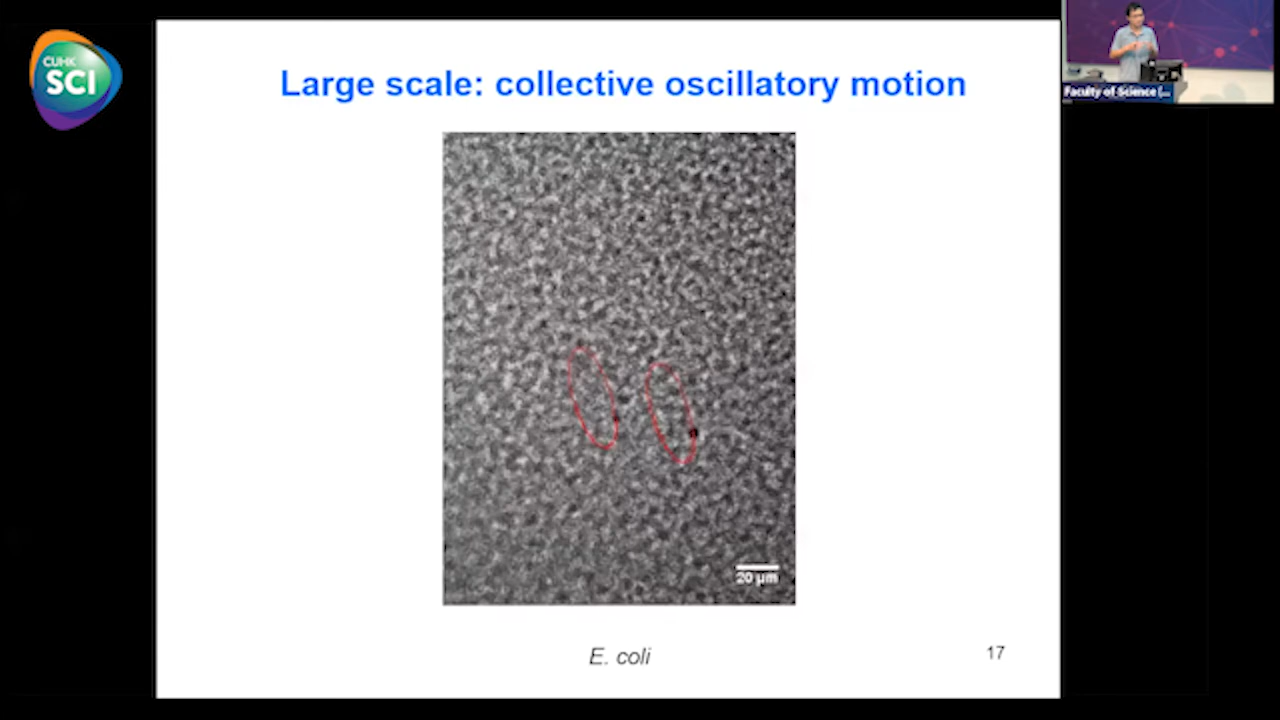 CUHK
SCI
Large scale: collective oscillatory motion
Faculty of Science (...
20 µm
E. coli
17